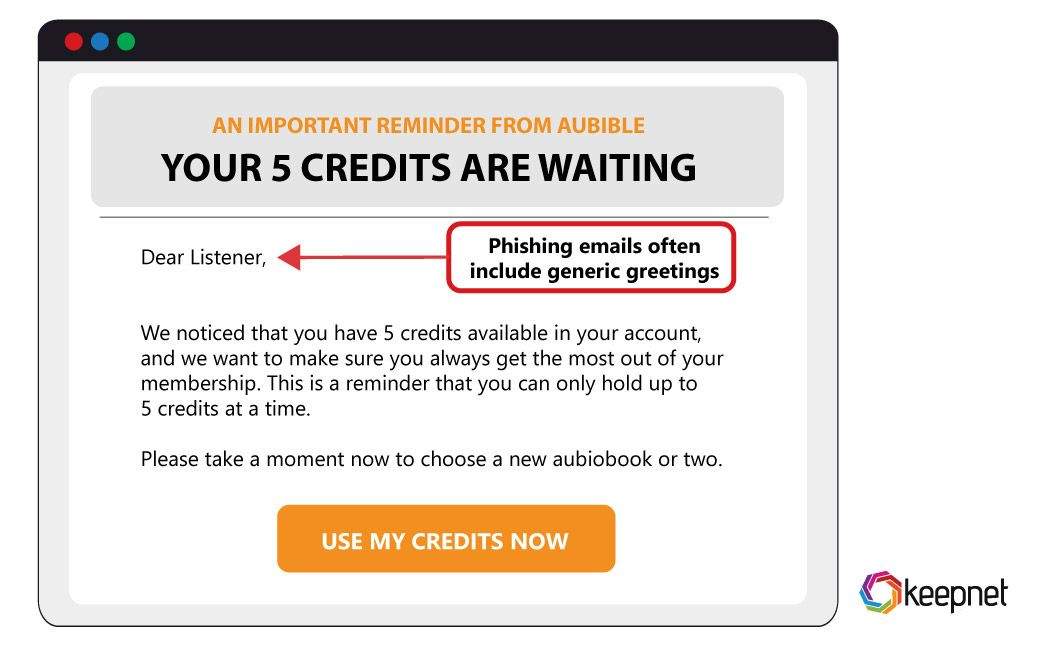 AN IMPORTANT REMINDER FROM AUBIBLE
YOUR 5 CREDITS ARE WAITING
Dear Listener,
Phishing emails often
include generic greetings
We noticed that you have 5 credits available in your account,
and we want to make sure you always get the most out of your
membership. This is a reminder that you can only hold up to
5 credits at a time.
Please take a moment now to choose a new aubiobook or two.
USE MY CREDITS NOW
keepnet